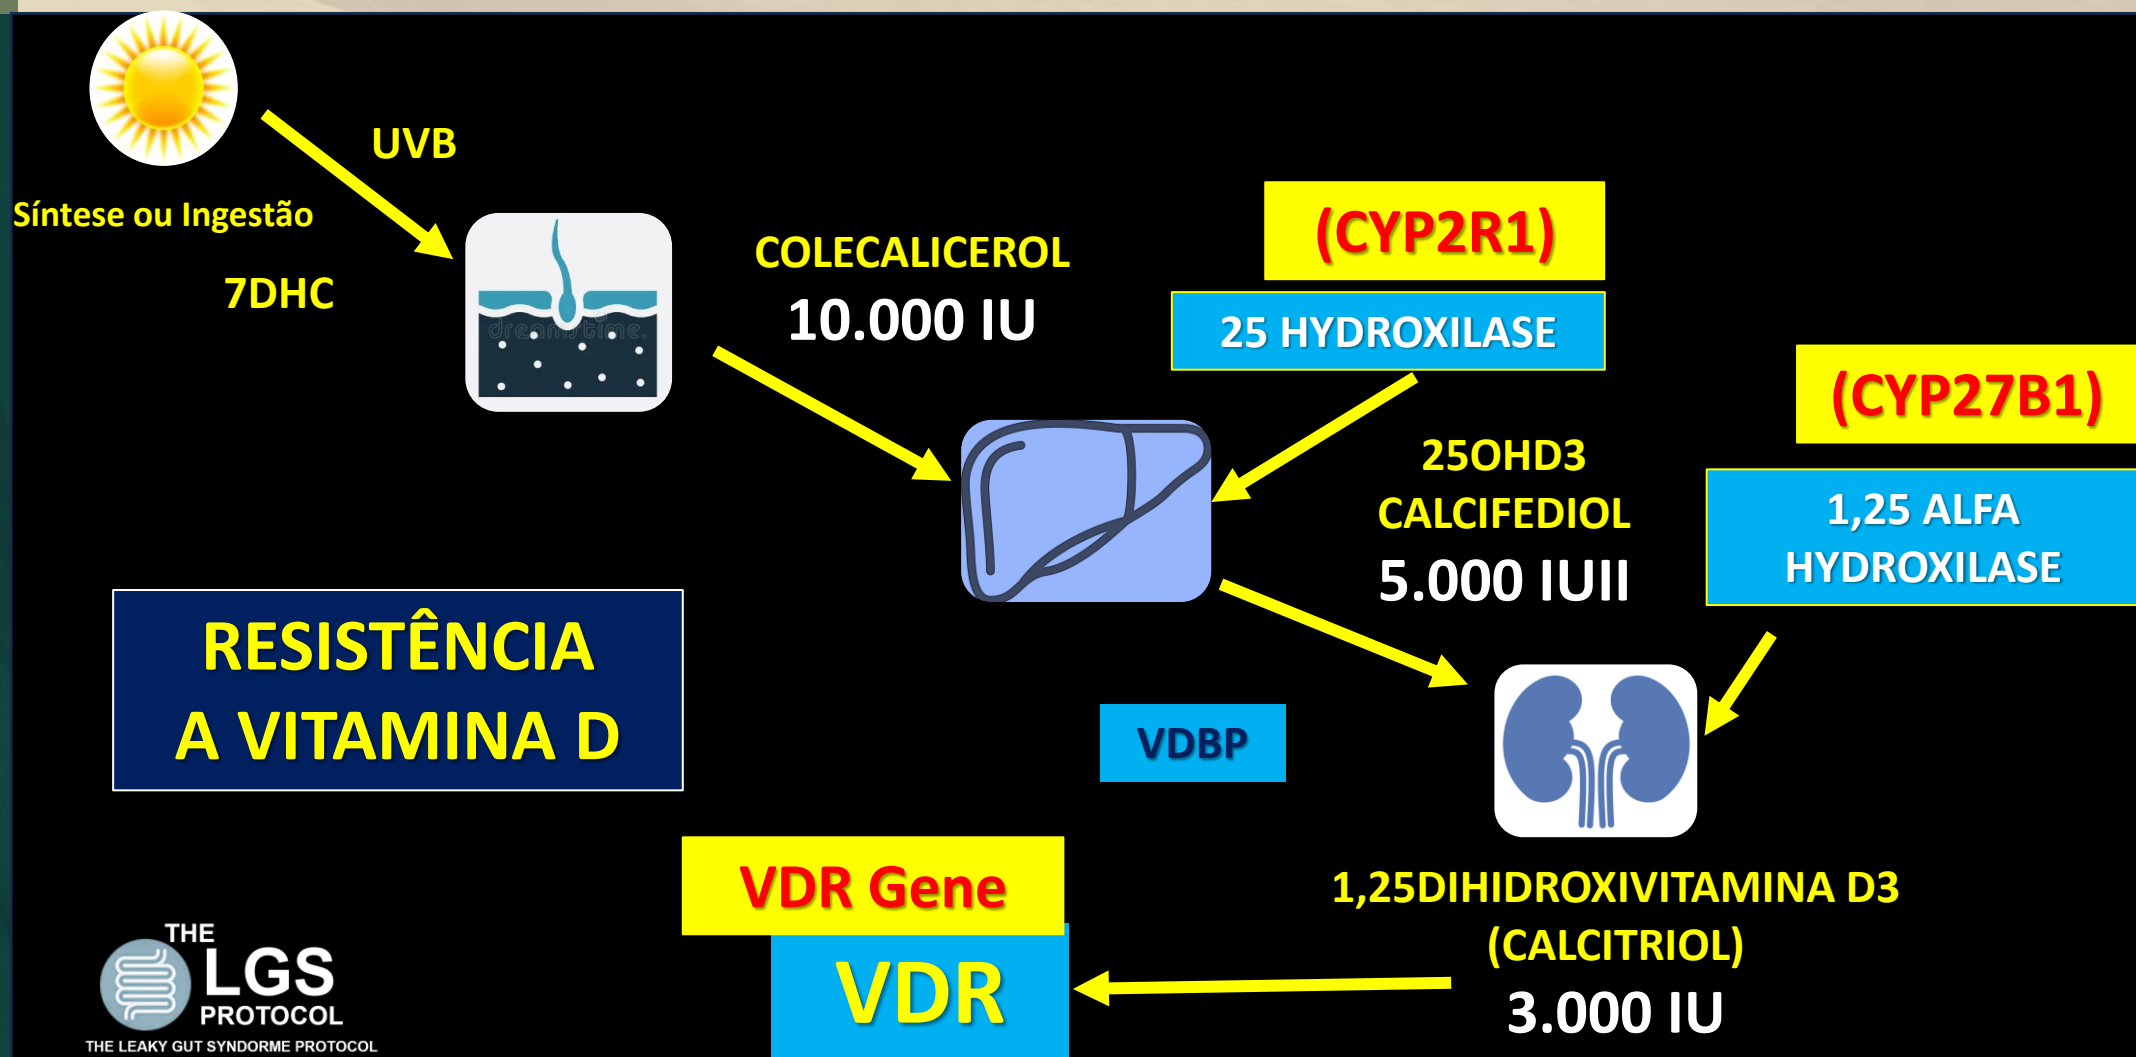 UVB
Síntese ou Ingestão
7DHC
dreamstime.
COLECALICEROL
10.000 IU
(CYP2R1)
25 HYDROXILASE
(CYP27B1)
1,25 ALFA
HYDROXILASE
25OHD3
CALCIFEDIOL
5.000 IUII
RESISTÊNCIA
A VITAMINA D
VDBP
VDR Gene
VDR
1,25DIHIDROXIVITAMINA D3
(CALCITRIOL)
3.000 IU
THE
LGS
PROTOCOL
THE LEAKY GUT SYNDORME PROTOCOL